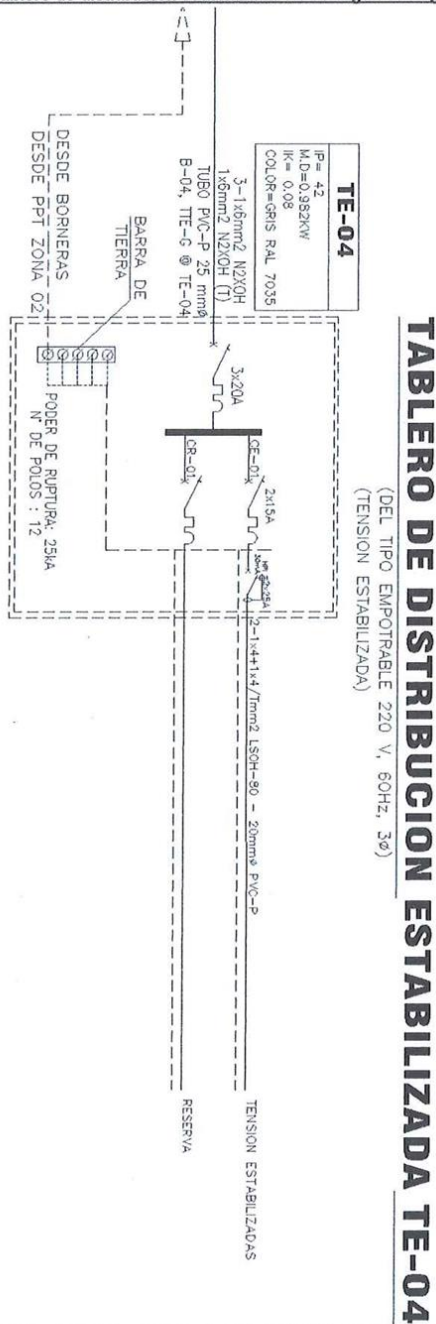 TABLERO DE DISTRIBUCION ESTABILIZADA TE-04
(DEL TIPO EMPOTRABLE 220 V, 60Hz, 3ø)
(TENSION ESTABILIZADA)
TE-04
IP= 42
M.D=0.982KW
IK= 0.08
COLOR=GRIS RAL 7035
3-1x6mm2 N2XOH
1x6mm2 N2XOH (T)
TUBO PVC-P 25 mmø
B-04, TTE-G @ TE-04
3x20A
CE-01
2x15A
2x25A
30mA
2-1x4+1x4/Tmm2 LSOH-80 - 20mmø PVC-P
TENSION ESTABILIZADAS
CR-01
RESERVA
BARRA DE
TIERRA
PODER DE RUPTURA: 25kA
N° DE POLOS : 12
DESDE BORNERAS
DESDE PPT ZONA 02